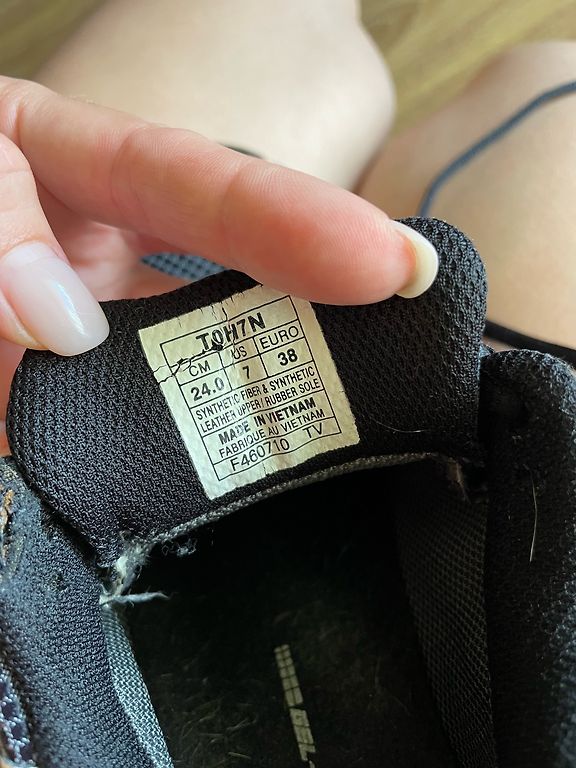 TOH7N
CM US EURO
24.0 7 38
SYNTHETIC FIBER & SYNTHETIC
LEATHER UPPER / RUBBER SOLE
MADE IN VIETNAM
FABRIQUE AU VIETNAM
F460710 TV